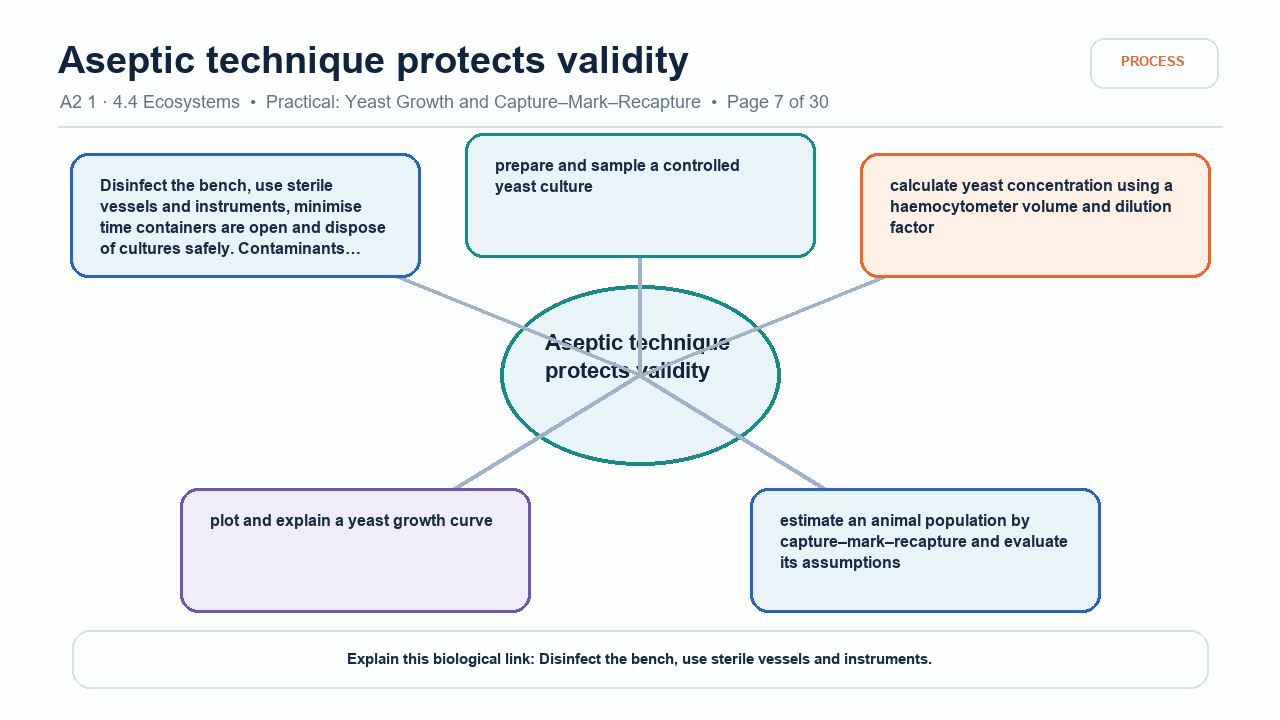 Aseptic technique protects validity
PROCESS
A2 1 · 4.4 Ecosystems • Practical: Yeast Growth and Capture–Mark–Recapture • Page 7 of 30
Disinfect the bench, use sterile
vessels and instruments, minimise
time containers are open and dispose
of cultures safely. Contaminants…
prepare and sample a controlled
yeast culture
calculate yeast concentration using a
haemocytometer volume and dilution
factor
Aseptic technique
protects validity
plot and explain a yeast growth curve
estimate an animal population by
capture–mark–recapture and evaluate
its assumptions
Explain this biological link: Disinfect the bench, use sterile vessels and instruments.